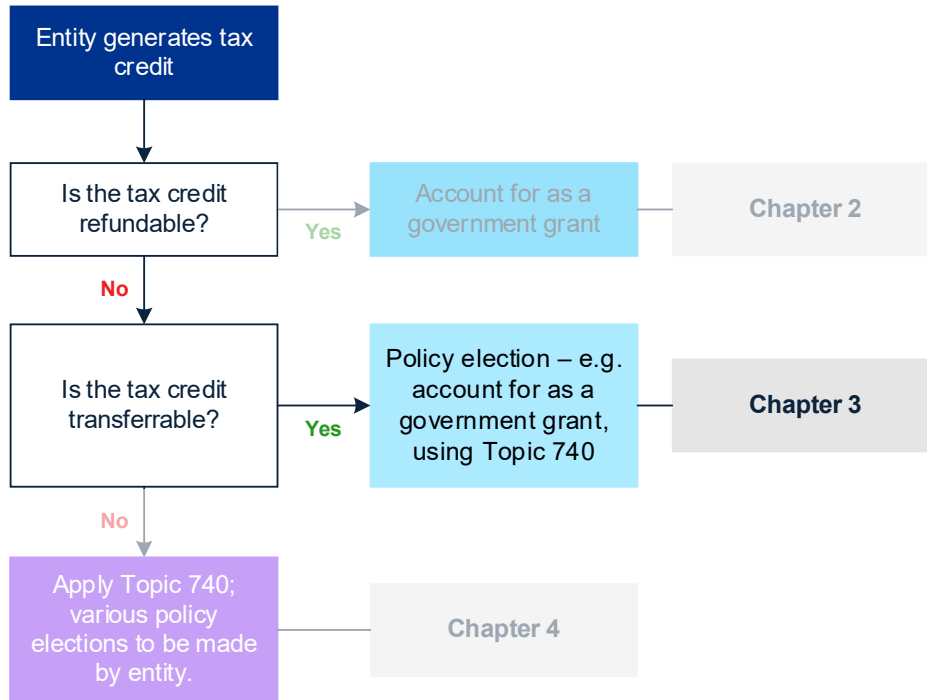 Entity generates tax
credit
Is the tax credit
refundable?
Yes
Account for as a
government grant
Chapter 2
No
Is the tax credit
transferrable?
Yes
Policy election – e.g.
account for as a
government grant,
using Topic 740
Chapter 3
No
Apply Topic 740;
various policy
elections to be made
by entity.
Chapter 4